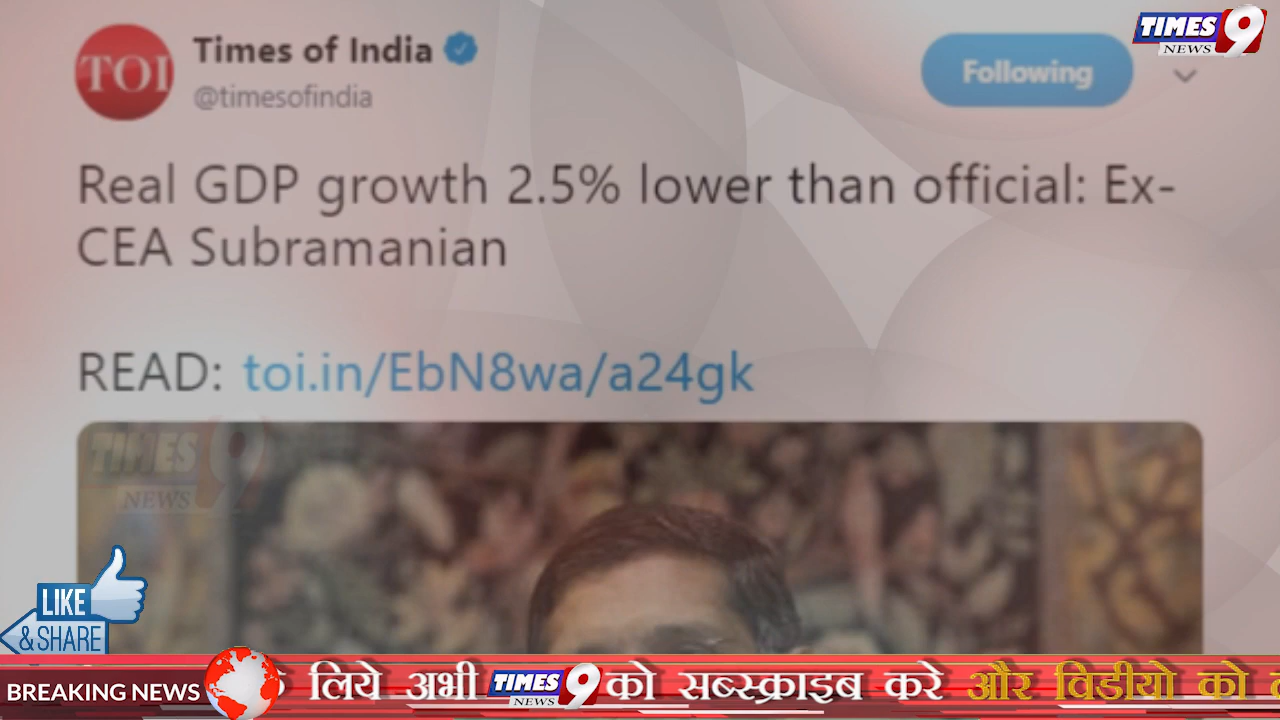 TOI
Times of India
@timesofindia
Following
TIMES 9
NEWS
Real GDP growth 2.5% lower than official: Ex-
CEA Subramanian
READ: toi.in/EbN8wa/a24gk
TIMES 9
NEWS
LIKE
& SHARE
BREAKING NEWS
लिये अभी TIMES 9 NEWS को सब्स्क्राइब करे और विडीयो को